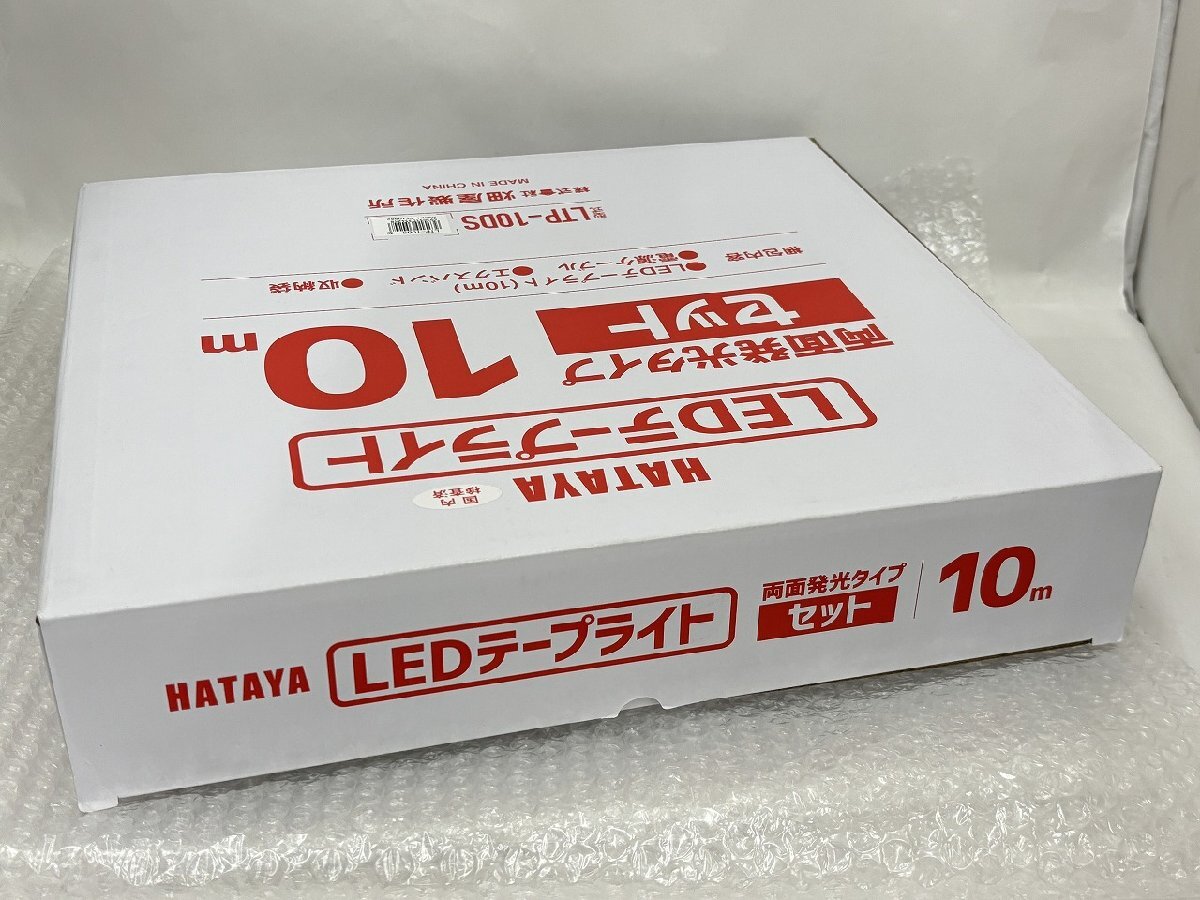 HATAYA
国内
検査済
LEDテープライト
両面発光タイプ
セット
10m
梱包内容
●LEDテープライト(10m) ●エクスバンド ●収納袋
●電源ケーブル
型式 LTP-10DS
株式会社 畑屋製作所
MADE IN CHINA
HATAYA
LEDテープライト
両面発光タイプ
セット
10m